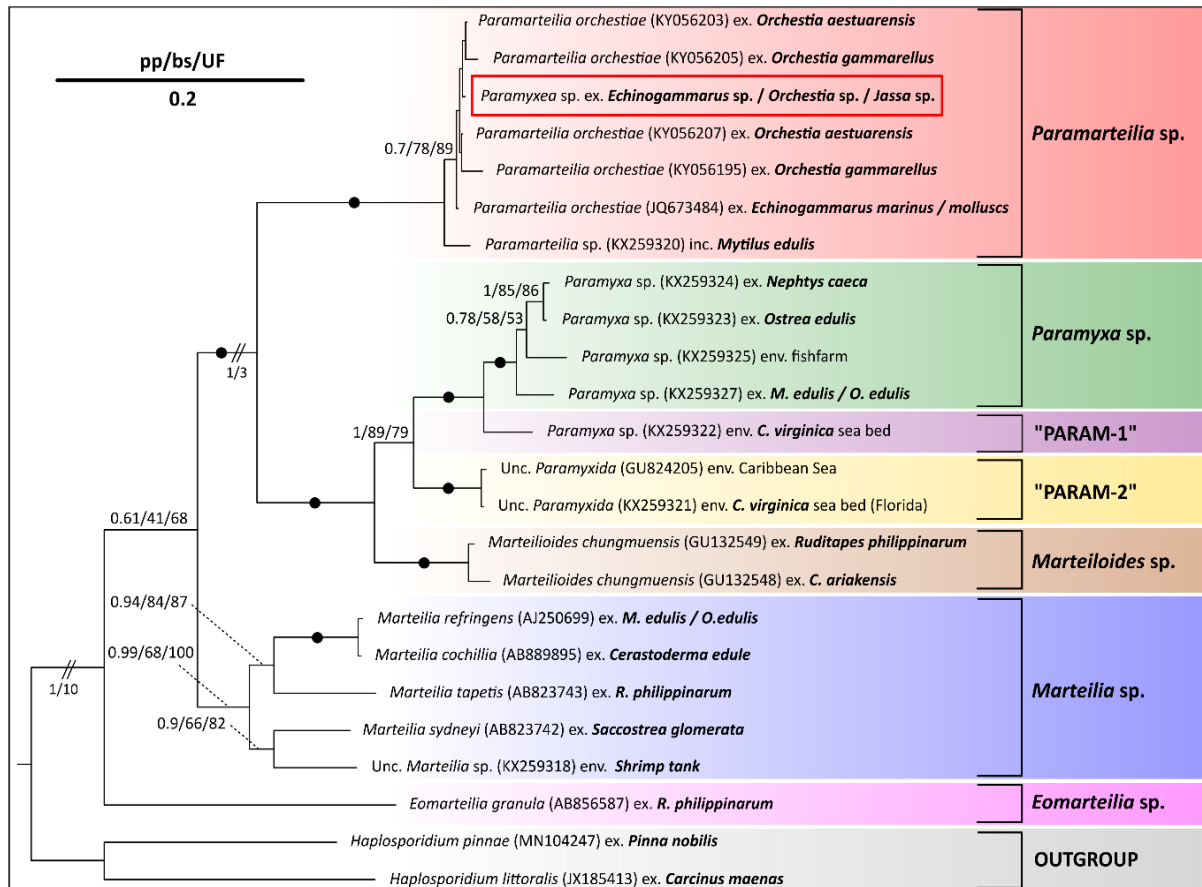 pp/bs/UF
0.2
Paramarteilia orchestiae (KY056203) ex. Orchestia aestuarensis
Paramarteilia orchestiae (KY056205) ex. Orchestia gammarellus
Paramyxea sp. ex. Echinogammarus sp. / Orchestia sp. / Jassa sp.
Paramarteilia orchestiae (KY056207) ex. Orchestia aestuarensis
0.7/78/89
Paramarteilia orchestiae (KY056195) ex. Orchestia gammarellus
Paramarteilia orchestiae (JQ673484) ex. Echinogammarus marinus / molluscs
Paramarteilia sp. (KX259320) inc. Mytilus edulis
Paramarteilia sp.
Paramyxa sp. (KX259324) ex. Nephtys caeca
1/85/86
0.78/58/53
Paramyxa sp. (KX259323) ex. Ostrea edulis
Paramyxa sp. (KX259325) env. fishfarm
Paramyxa sp. (KX259327) ex. M. edulis / O. edulis
Paramyxa sp.
1/3
1/89/79
Paramyxa sp. (KX259322) env. C. virginica sea bed
"PARAM-1"
Unc. Paramyxida (GU824205) env. Caribbean Sea
Unc. Paramyxida (KX259321) env. C. virginica sea bed (Florida)
"PARAM-2"
0.61/41/68
Marteilioides chungmuensis (GU132549) ex. Ruditapes philippinarum
Marteilioides chungmuensis (GU132548) ex. C. ariakensis
Marteiloides sp.
0.94/84/87
0.99/68/100
0.9/66/82
Marteilia refringens (AJ250699) ex. M. edulis / O.edulis
Marteilia cochillia (AB889895) ex. Cerastoderma edule
Marteilia tapetis (AB823743) ex. R. philippinarum
Marteilia sydneyi (AB823742) ex. Saccostrea glomerata
Unc. Marteilia sp. (KX259318) env. Shrimp tank
Marteilia sp.
1/10
Eomarteilia granula (AB856587) ex. R. philippinarum
Eomarteilia sp.
Haplosporidium pinnae (MN104247) ex. Pinna nobilis
Haplosporidium littoralis (JX185413) ex. Carcinus maenas
OUTGROUP